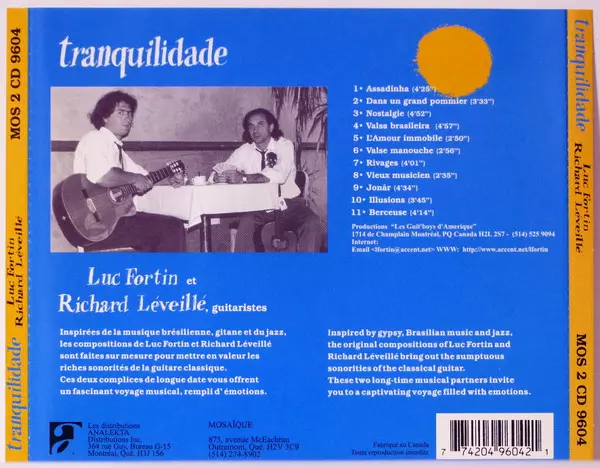 tranquilidade
1• Assadinha (4'25")
2• Dans un grand pommier (3'33")
3• Nostalgie (4'52")
4• Valsa brasileira (4'57")
5• L'Amour immobile (2'50")
6• Valse manouche (2'56")
7• Rivages (4'01")
8• Vieux musicien (2'35")
9• Jonâr (4'34")
10• Illusions (3'45")
11• Berceuse (4'14")
Productions "Les Guit'boys d'Amerique"
1714 de Champlain Montréal, PQ Canada H2L 2S7 - (514) 525 9094
Internet:
Email <lfortin@accent.net> WWW: http://www.accent.net/lfortin
Luc Fortin et
Richard Léveillé, guitaristes
Inspirées de la musique brésilienne, gitane et du jazz,
les compositions de Luc Fortin et Richard Léveillé
sont faites sur mesure pour mettre en valeur les
riches sonorités de la guitare classique.
Ces deux complices de longue date vous offrent
un fascinant voyage musical, rempli d' émotions.
Inspired by gypsy, Brasilian music and jazz,
the original compositions of Luc Fortin and
Richard Léveillé bring out the sumptuous
sonorities of the classical guitar.
These two long-time musical partners invite
you to a captivating voyage filled with emotions.
Les distributions
ANALEKTA
Distributions Inc.
364 rue Guy, Bureau G-15
Montréal, Qué. H3J 1S6
MOSAÏQUE
873, avenue McEachran
Outremont, Qué. H2V 3C9
(514) 274-8902
Fabriqué au Canada
Toute reproduction interdite
7 74204 96042 1
tranquilidade
Luc Fortin
Richard Léveillé
MOS 2 CD 9604
tranquilidade
Luc Fortin
Richard Léveillé
MOS 2 CD 9604